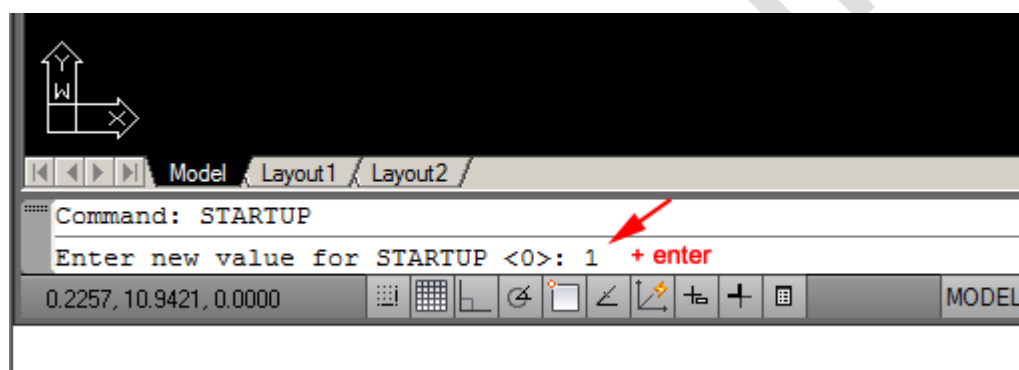 Y
W
X
Model Layout1 Layout2
Command: STARTUP
Enter new value for STARTUP <0>: 1 + enter
0.2257, 10.9421, 0.0000 MODEL